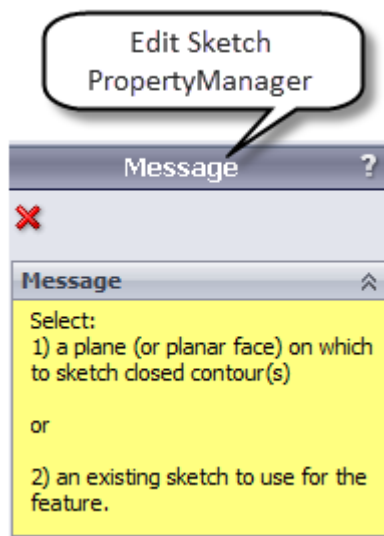 Edit Sketch
PropertyManager
Message ?
Message
Select:
1) a plane (or planar face) on which
to sketch closed contour(s)
or
2) an existing sketch to use for the
feature.